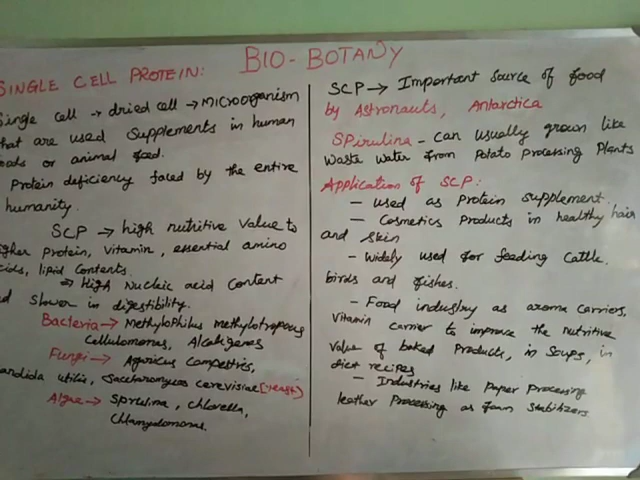 BIO-BOTANY
SINGLE CELL PROTEIN:
Single cell → dried cell → microorganism
that are used Supplements in human
foods or animal food.
Protein deficiency faced by the entire
humanity.
SCP → high nutritive value to
higher Protein, vitamin, essential amino
acids, lipid contents.
⇒ High Nucleic acid content
and slower in digestibility.
Bacteria → Methylophilus methylotropous
Cellulomonas, Alcaligenes
Fungi → Agaricus Campestris,
Candida utilis, Saccharomyces cerevisiae (yeast)
Algae → Spirulina, Chlorella,
Chlamydomonas.
SCP → Important source of food
by Astronauts, Antarctica
Spirulina - can usually grown like
waste water from Potato processing Plants
Application of SCP:
- used as Protein supplement.
- Cosmetics Products in healthy hair
and skin
- Widely used for feeding Cattle,
birds and fishes.
- Food industry as aroma carriers,
vitamin carrier to improve the nutritive
value of baked Products, in Soups, in
diet recipes
- Industries like Paper Processing
leather Processing as foam stabilizers.